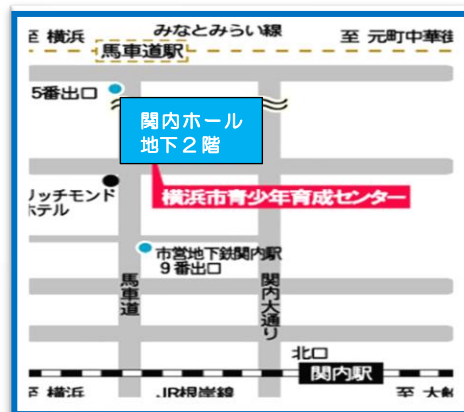 至 横浜
みなとみらい線
至 元町中華街
馬車道駅
5番出口
関内ホール
地下２階
リッチモンド
ホテル
横浜市青少年育成センター
市営地下鉄関内駅
9番出口
馬車道
関内大通り
北口
関内駅
至 横浜
JR根岸線
至 大船